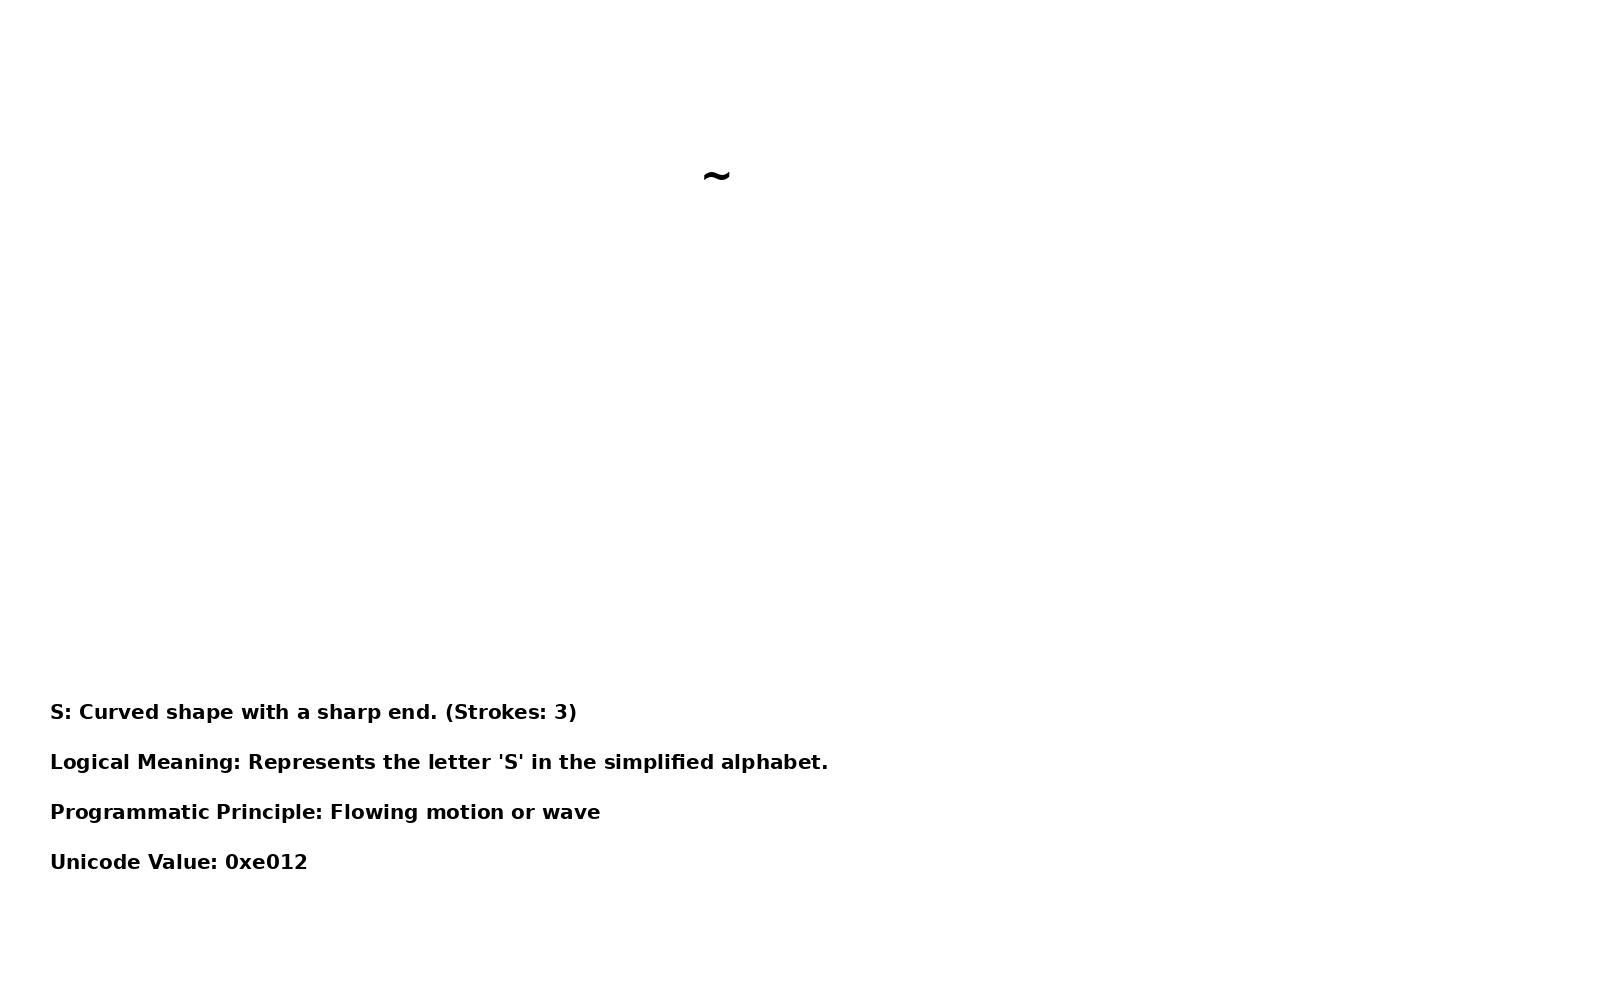 ~
S: Curved shape with a sharp end. (Strokes: 3)
Logical Meaning: Represents the letter 'S' in the simplified alphabet.
Programmatic Principle: Flowing motion or wave
Unicode Value: 0xe012